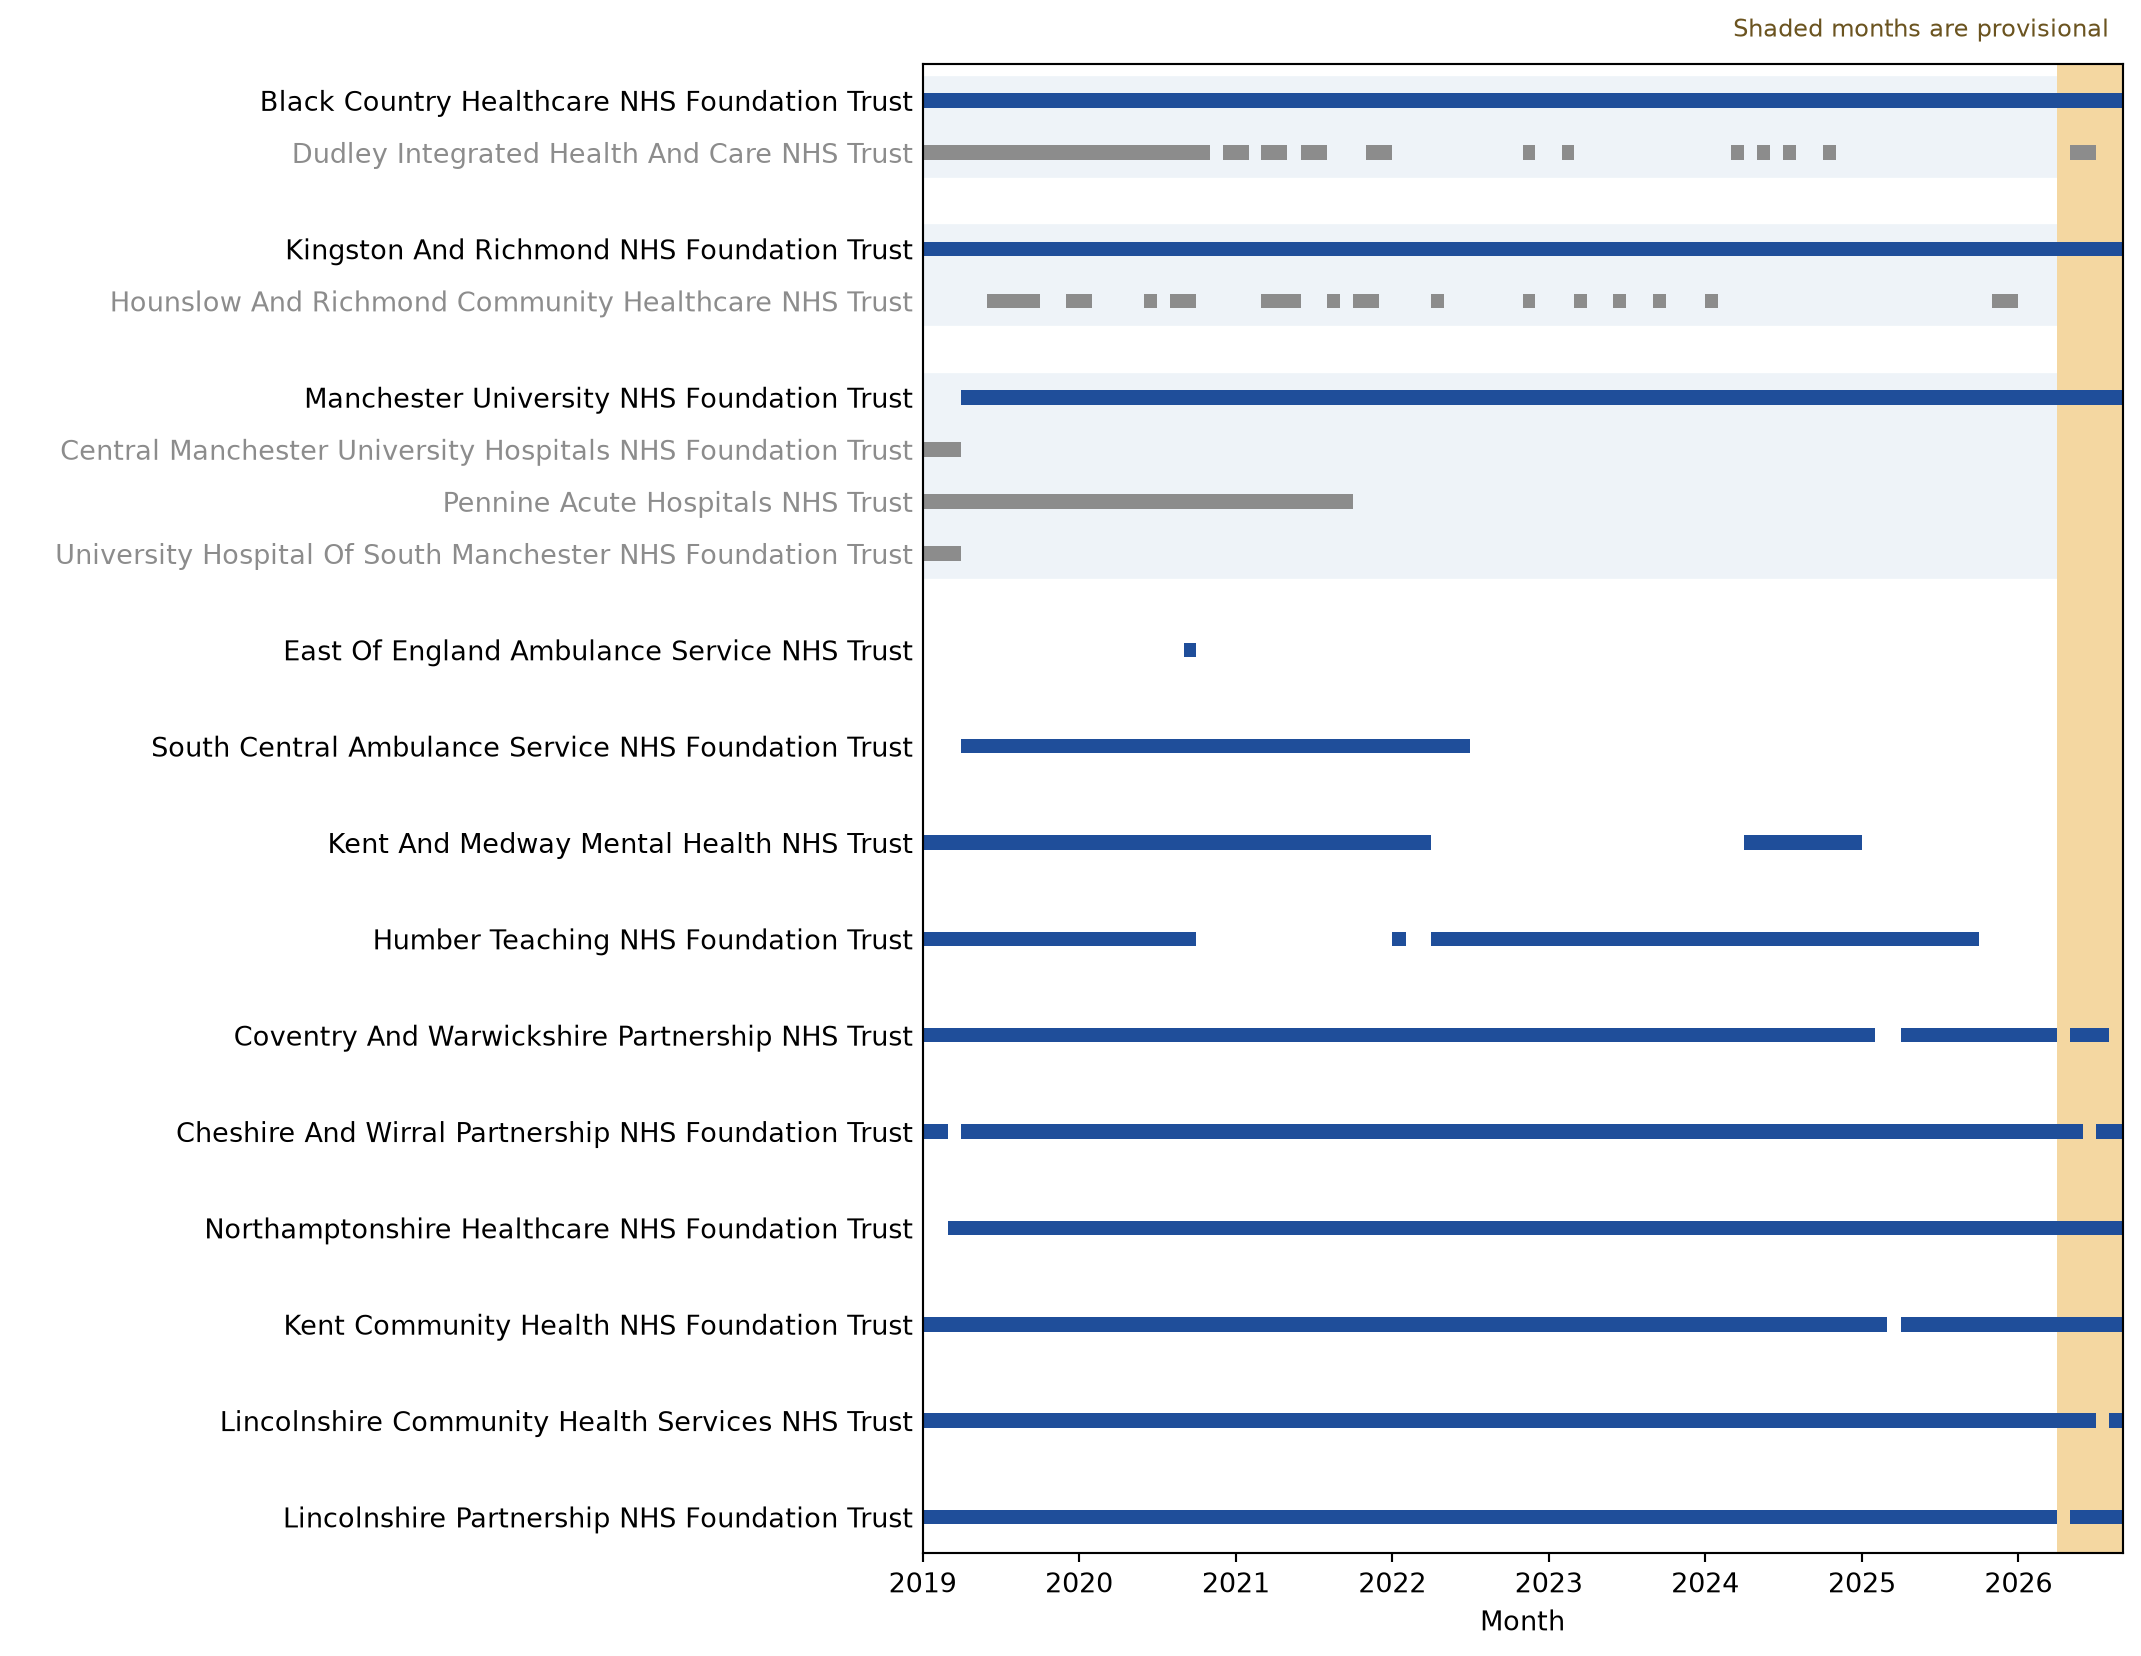 Shaded months are provisional
Black Country Healthcare NHS Foundation Trust
Dudley Integrated Health And Care NHS Trust
Kingston And Richmond NHS Foundation Trust
Hounslow And Richmond Community Healthcare NHS Trust
Manchester University NHS Foundation Trust
Central Manchester University Hospitals NHS Foundation Trust
Pennine Acute Hospitals NHS Trust
University Hospital Of South Manchester NHS Foundation Trust
East Of England Ambulance Service NHS Trust
South Central Ambulance Service NHS Foundation Trust
Kent And Medway Mental Health NHS Trust
Humber Teaching NHS Foundation Trust
Coventry And Warwickshire Partnership NHS Trust
Cheshire And Wirral Partnership NHS Foundation Trust
Northamptonshire Healthcare NHS Foundation Trust
Kent Community Health NHS Foundation Trust
Lincolnshire Community Health Services NHS Trust
Lincolnshire Partnership NHS Foundation Trust
2019 2020 2021 2022 2023 2024 2025 2026
Month